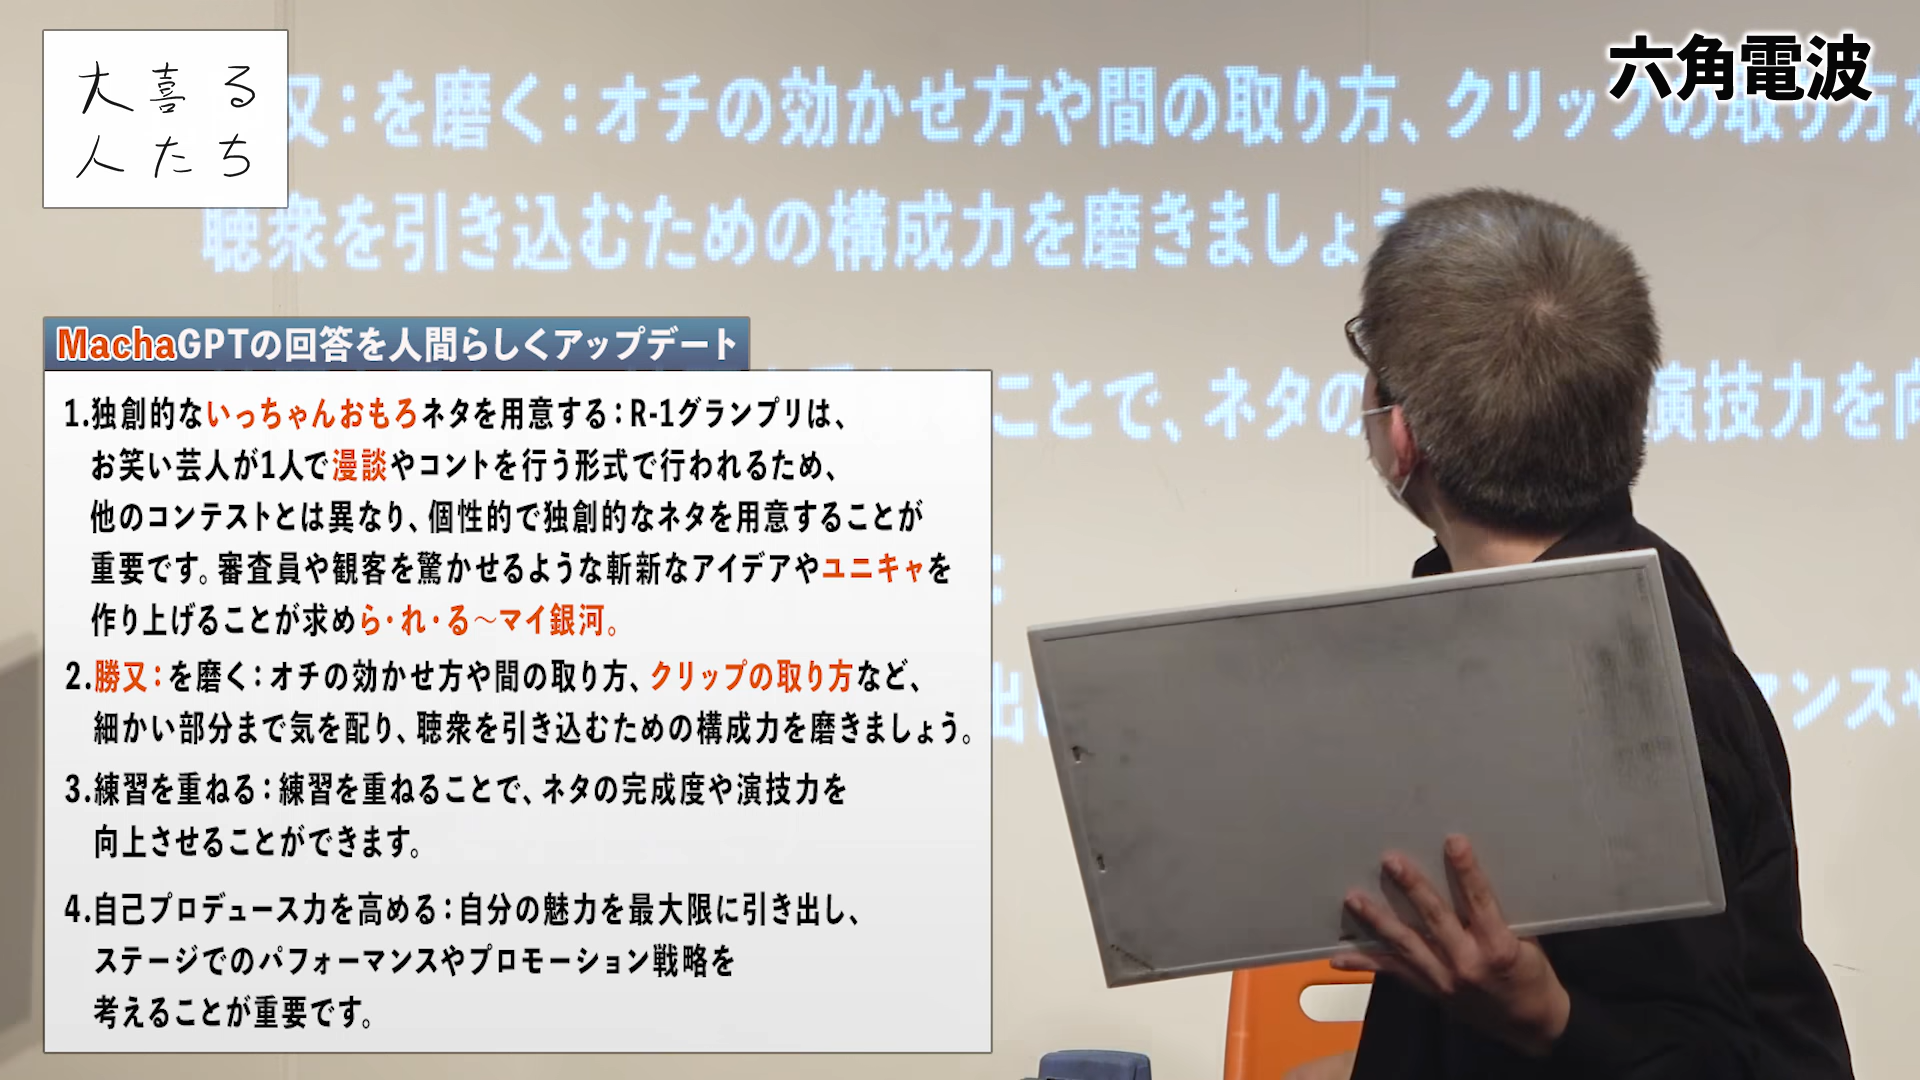 大喜る
人たち
六角電波
又：を磨く：オチの効かせ方や間の取り方、クリップの取り方
聴衆を引き込むための構成力を磨きましょう
ことで、ネタの
演技力を向
MachaGPTの回答を人間らしくアップデート
1.独創的ないっちゃんおもろネタを用意する：R-1グランプリは、
お笑い芸人が1人で漫談やコントを行う形式で行われるため、
他のコンテストとは異なり、個性的で独創的なネタを用意することが
重要です。審査員や観客を驚かせるような斬新なアイデアやユニキャを
作り上げることが求めら・れ・る～マイ銀河。
2.勝又：を磨く：オチの効かせ方や間の取り方、クリップの取り方など、
細かい部分まで気を配り、聴衆を引き込むための構成力を磨きましょう。
3.練習を重ねる：練習を重ねることで、ネタの完成度や演技力を
向上させることができます。
4.自己プロデュース力を高める：自分の魅力を最大限に引き出し、
ステージでのパフォーマンスやプロモーション戦略を
考えることが重要です。
出
ンスや